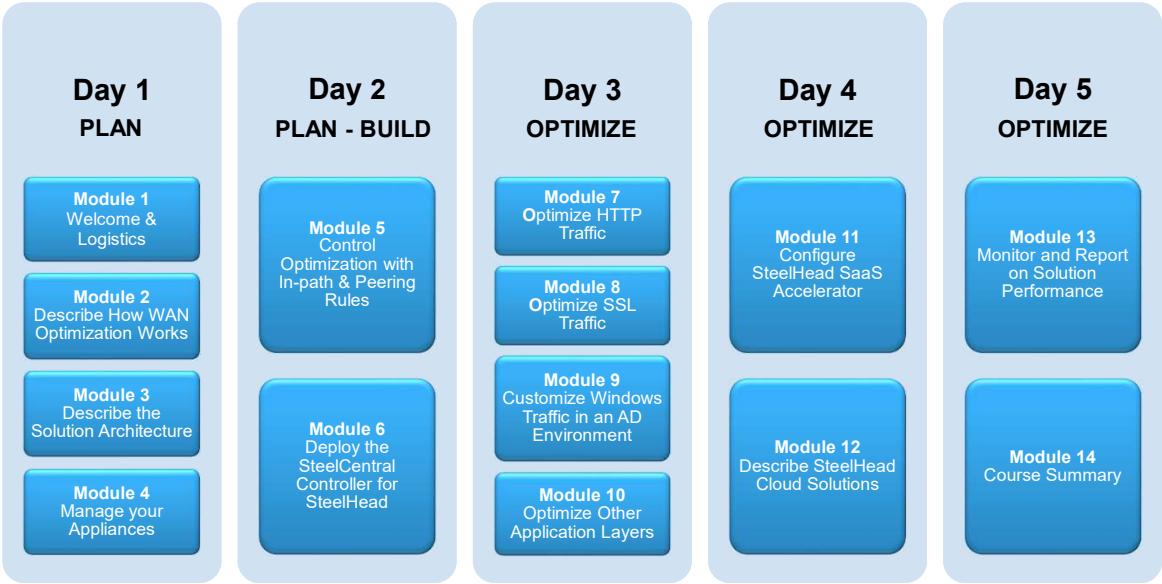 Day 1
PLAN
Module 1
Welcome &
Logistics
Module 2
Describe How WAN
Optimization Works
Module 3
Describe the
Solution Architecture
Module 4
Manage your
Appliances
Day 2
PLAN - BUILD
Module 5
Control
Optimization with
In-path & Peering
Rules
Module 6
Deploy the
SteelCentral
Controller for
SteelHead
Day 3
OPTIMIZE
Module 7
Optimize HTTP
Traffic
Module 8
Optimize SSL
Traffic
Module 9
Customize Windows
Traffic in an AD
Environment
Module 10
Optimize Other
Application Layers
Day 4
OPTIMIZE
Module 11
Configure
SteelHead SaaS
Accelerator
Module 12
Describe SteelHead
Cloud Solutions
Day 5
OPTIMIZE
Module 13
Monitor and Report
on Solution
Performance
Module 14
Course Summary